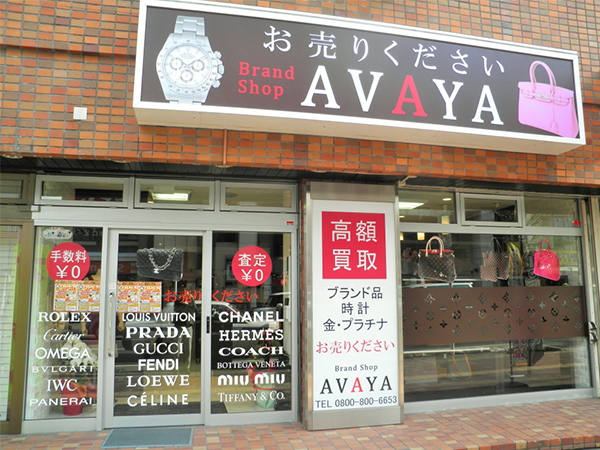 お売りください
Brand
Shop
AVAYA
手数料
¥0
査定
¥0
お売りください
ROLEX
Cartier
OMEGA
BVLGARI
IWC
PANERAI
LOUIS VUITTON
PRADA
GUCCI
FENDI
LOEWE
CÉLINE
CHANEL
HERMÈS
COACH
BOTTEGA VENETA
miu miu
TIFFANY & CO.
高額
買取
ブランド品
時計
金・プラチナ
お売りください
Brand Shop
AVAYA
TEL 0800-800-6653